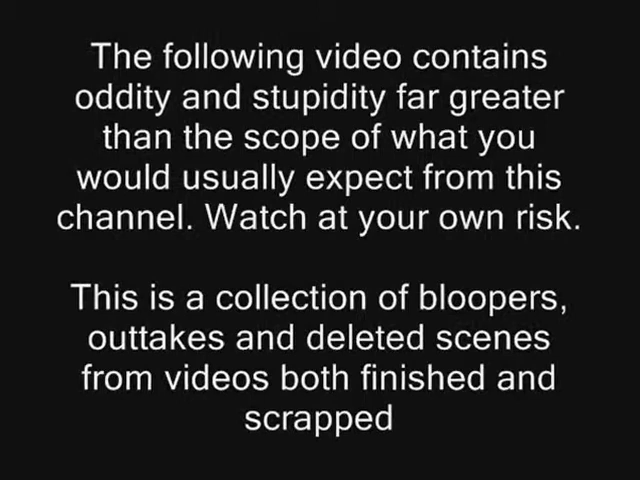 The following video contains
oddity and stupidity far greater
than the scope of what you
would usually expect from this
channel. Watch at your own risk.
This is a collection of bloopers,
outtakes and deleted scenes
from videos both finished and
scrapped